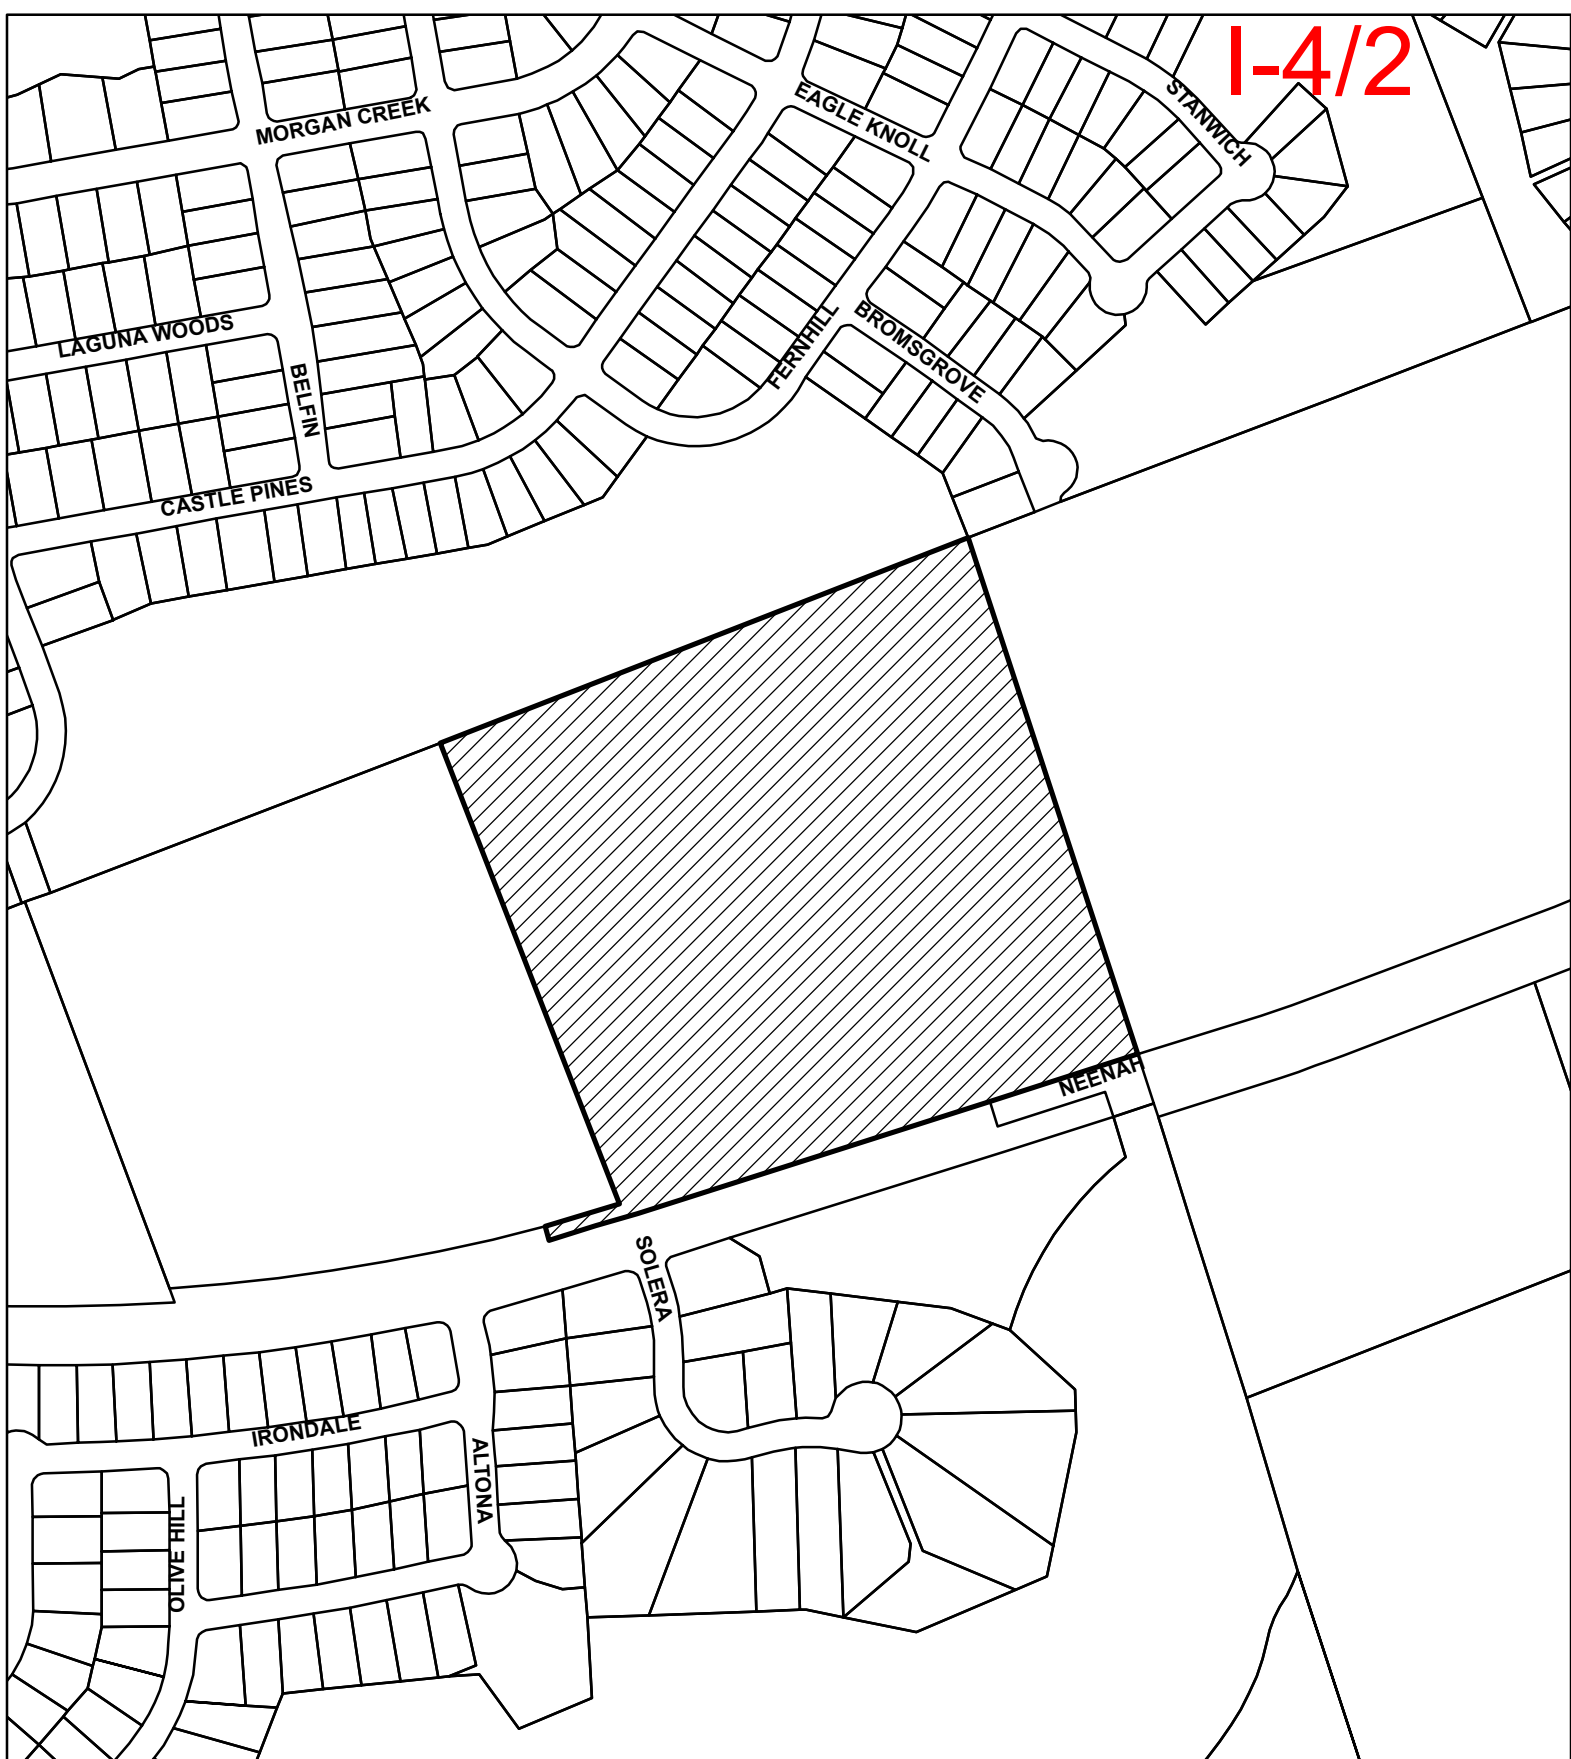 I-4/2
STANWICH
EAGLE KNOLL
MORGAN CREEK
LAGUNA WOODS
BELFIN
FERNHILL
BROMSGROVE
CASTLE PINES
NEENAH
SOLERA
IRONDALE
ALTONA
OLIVE HILL